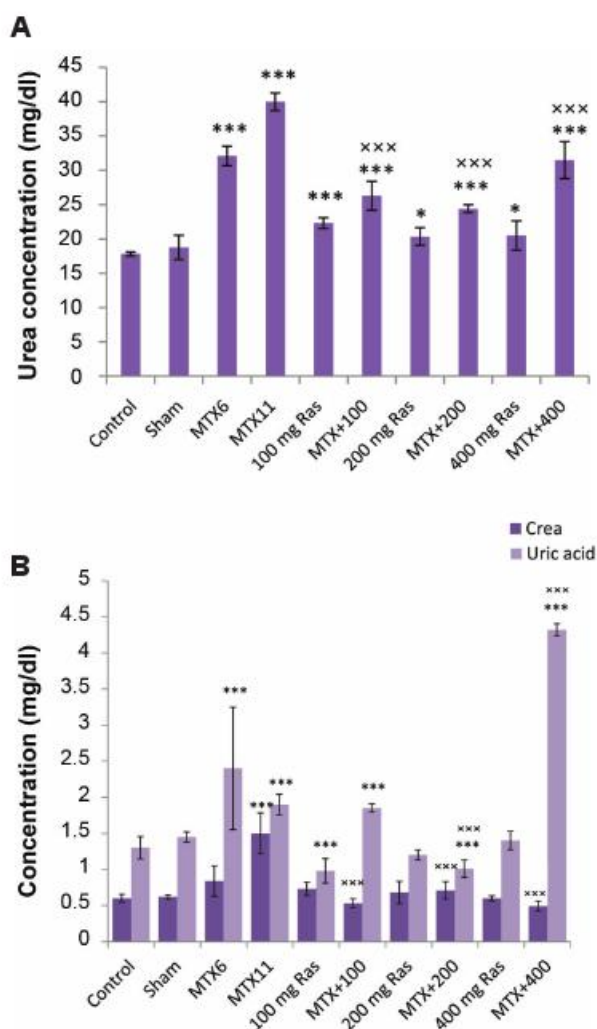 A
Urea concentration (mg/dl)
45
40
35
30
25
20
15
10
5
0
***
***
***
×××
***
*
×××
***
*
×××
***
Control
Sham
MTX6
MTX11
100 mg Ras
MTX+100
200 mg Ras
MTX+200
400 mg Ras
MTX+400
Crea
Uric acid
B
Concentration (mg/dl)
5
4.5
4
3.5
3
2.5
2
1.5
1
0.5
0
***
***
***
***
×××
***
×××
×××
***
×××
×××
***
Control
Sham
MTX6
MTX11
100 mg Ras
MTX+100
200 mg Ras
MTX+200
400 mg Ras
MTX+400